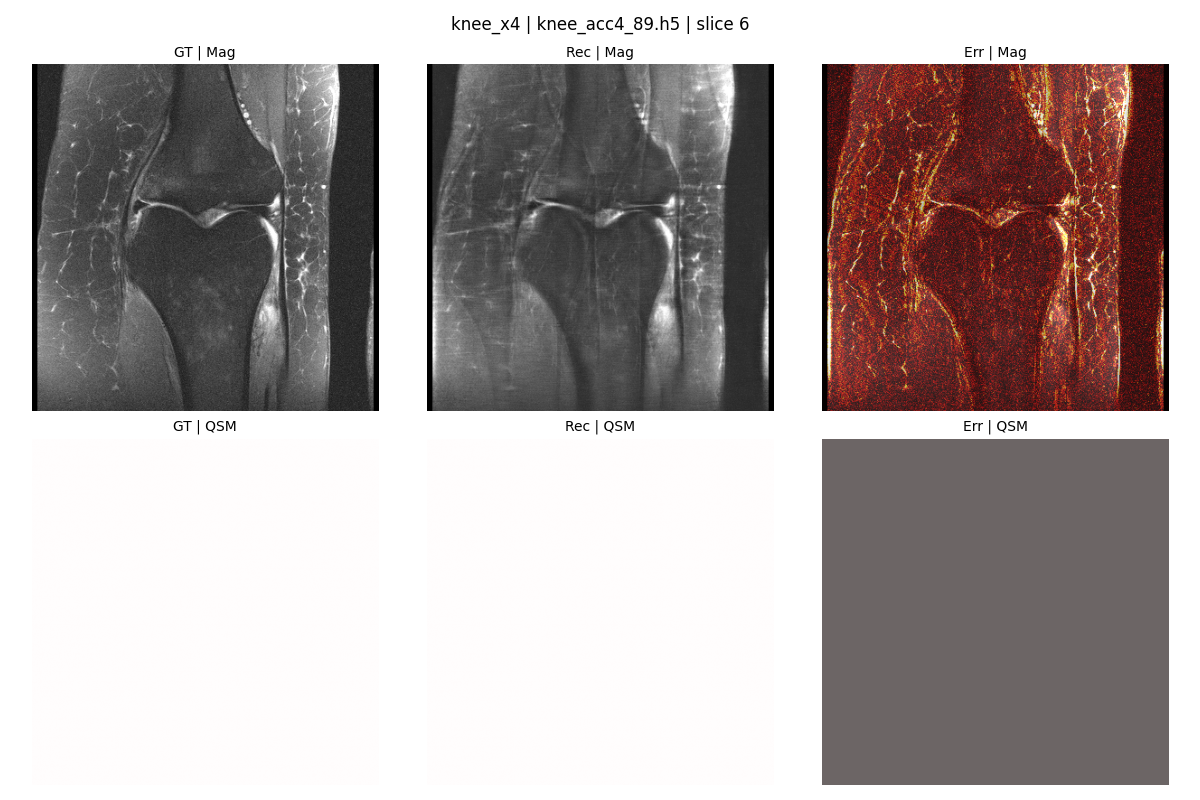 knee_x4 | knee_acc4_89.h5 | slice 6
GT | Mag
Rec | Mag
Err | Mag
GT | QSM
Rec | QSM
Err | QSM